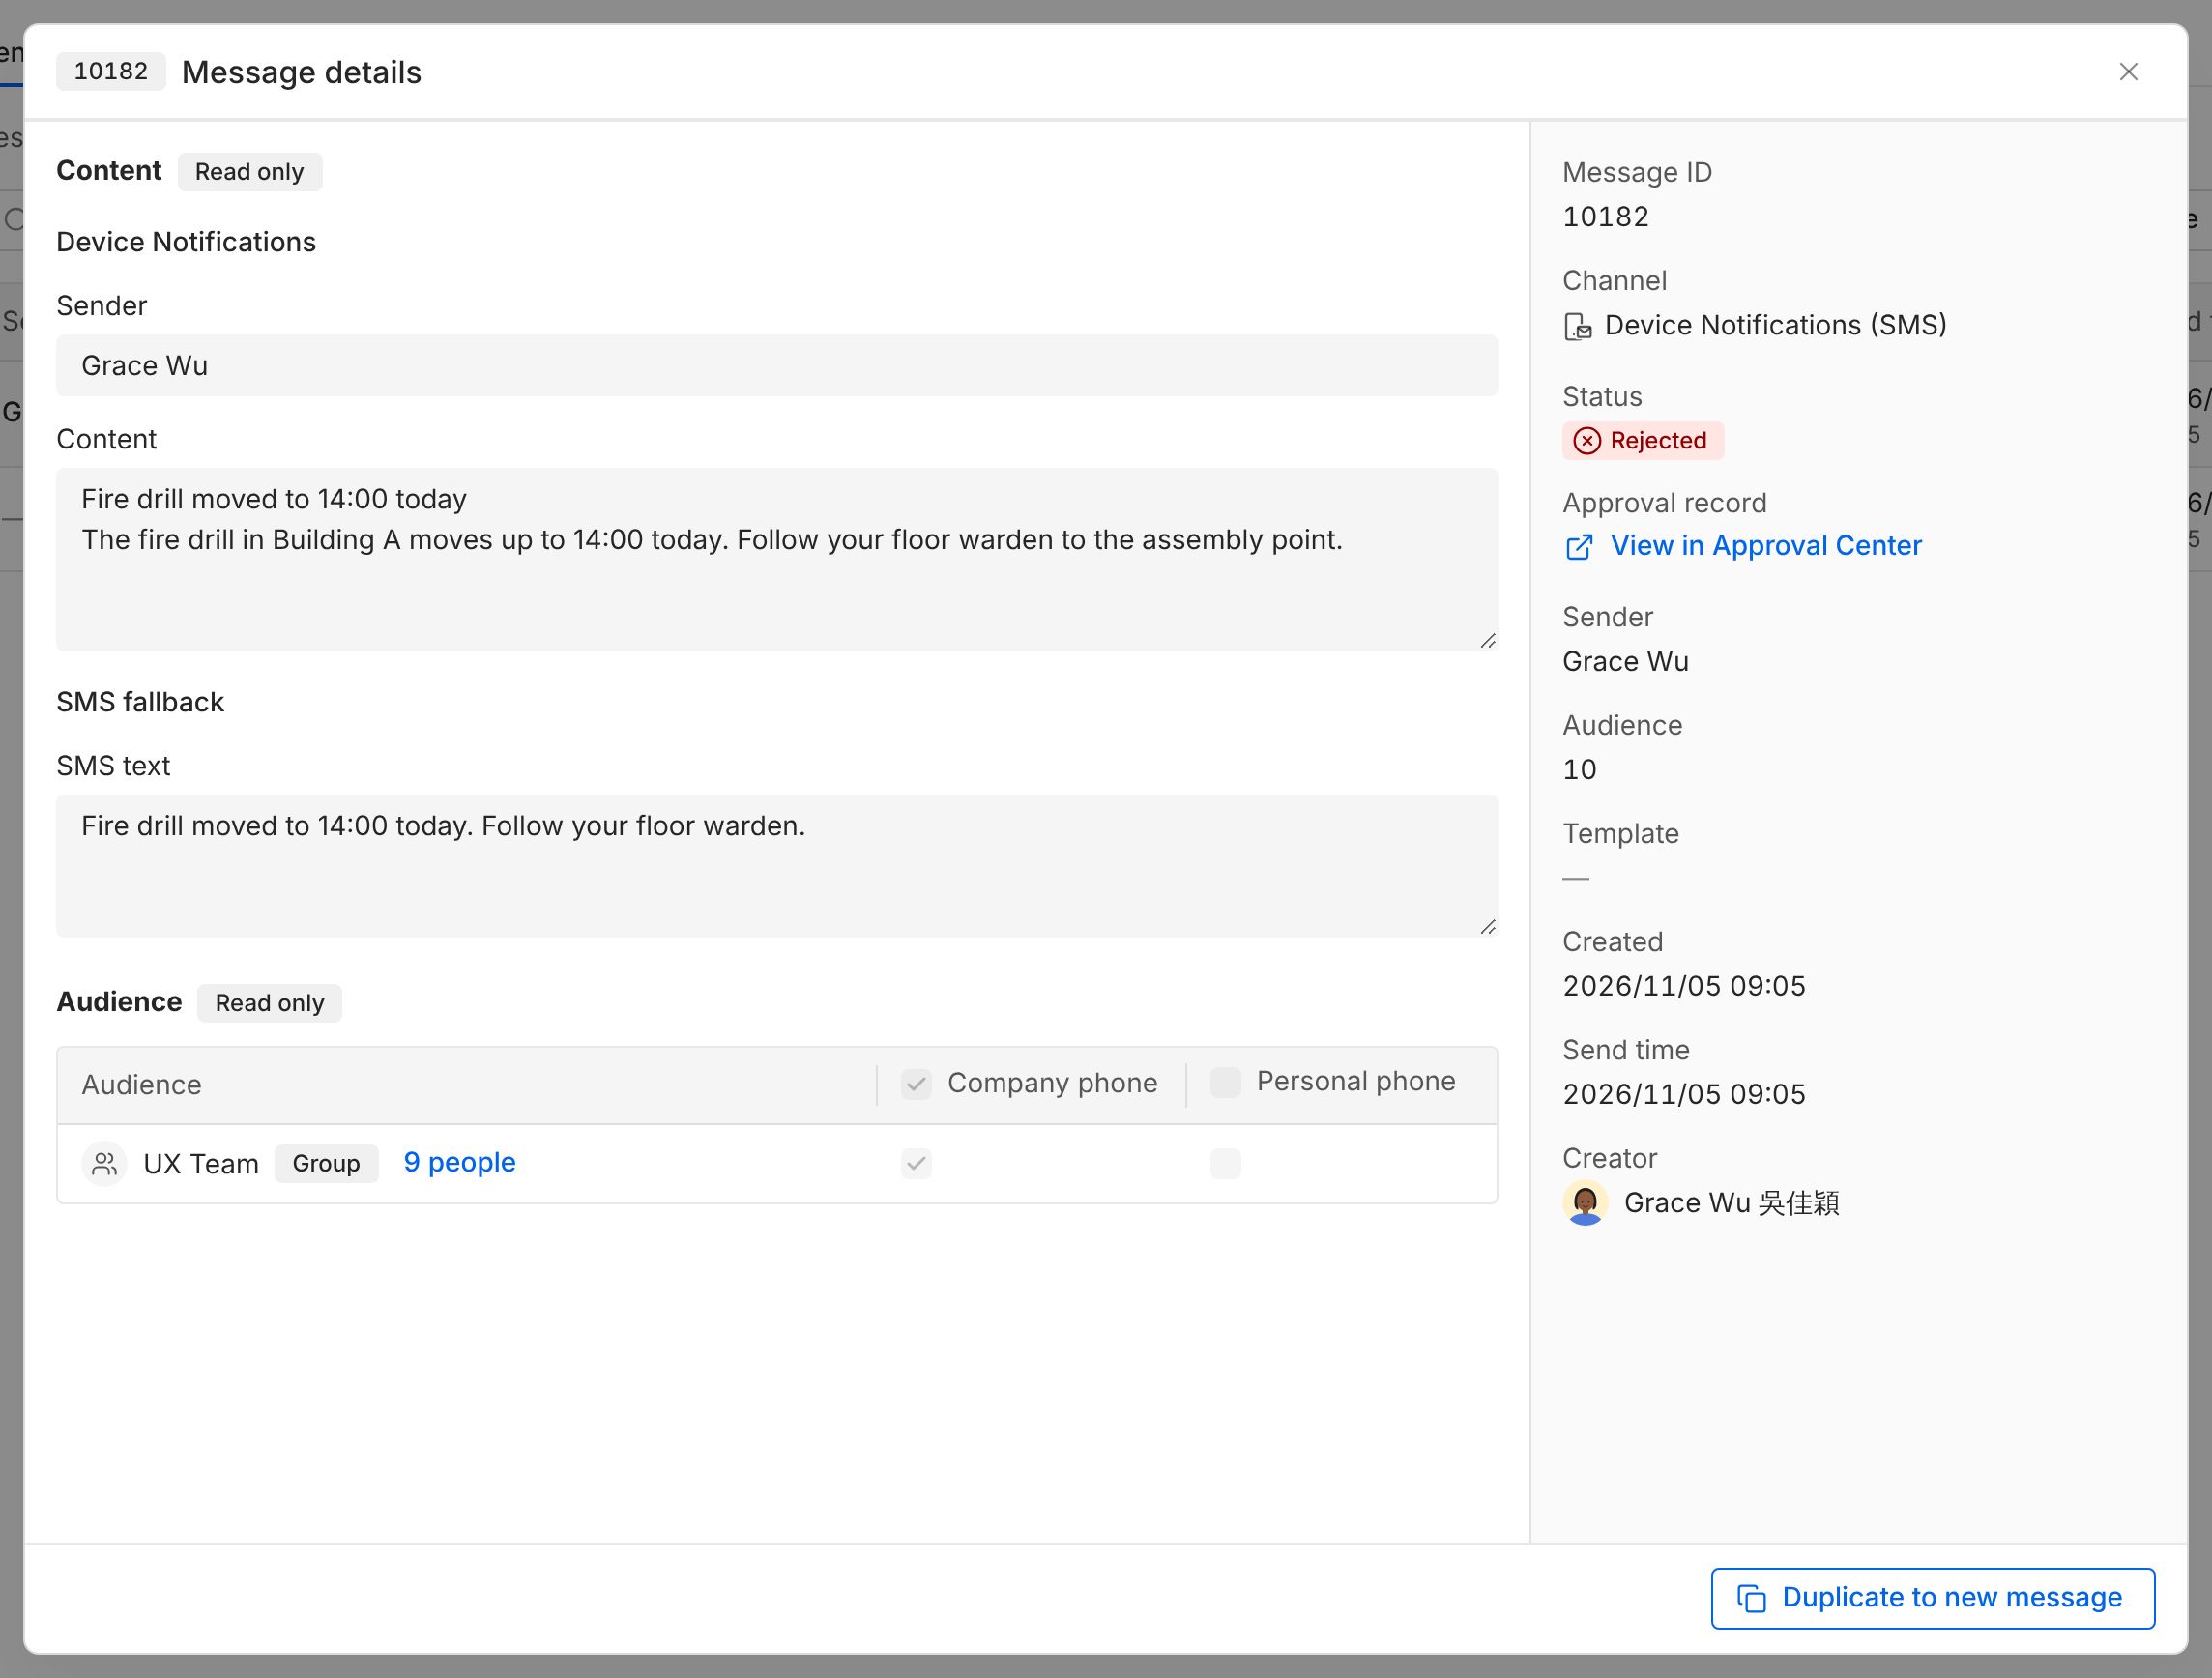 10182 Message details
Content Read only
Device Notifications
Sender
Grace Wu
Content
Fire drill moved to 14:00 today
The fire drill in Building A moves up to 14:00 today. Follow your floor warden to the assembly point.
SMS fallback
SMS text
Fire drill moved to 14:00 today. Follow your floor warden.
Audience Read only
Audience Company phone Personal phone
UX Team Group 9 people
Message ID
10182
Channel
Device Notifications (SMS)
Status
Rejected
Approval record
View in Approval Center
Sender
Grace Wu
Audience
10
Template
—
Created
2026/11/05 09:05
Send time
2026/11/05 09:05
Creator
Grace Wu 吳佳穎
Duplicate to new message